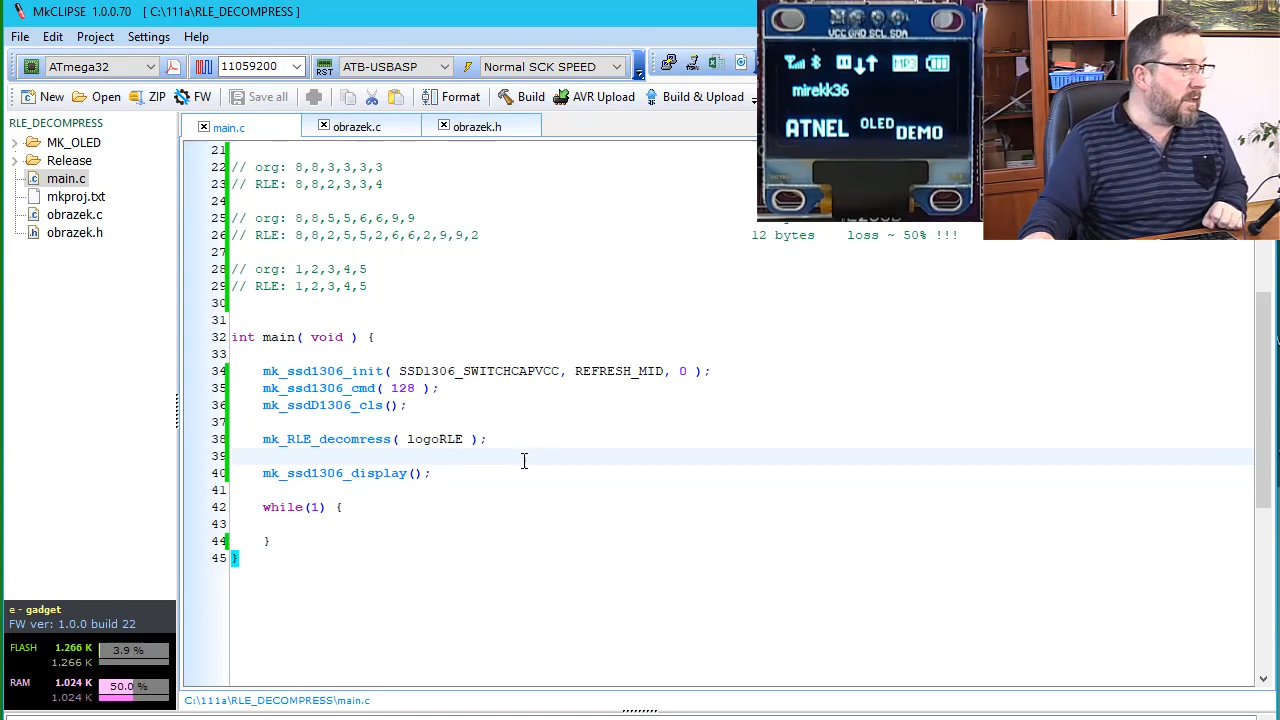 MkCLIPSE 1.0.0.70 [ C:\111a\RLE_DECOMPRESS ]
File Edit Project Settings Help
ATmega32 11059200 RST ATB-USBASP Normal SCK SPEED
New Open ZIP FW Save all Format Build AVR Upload Build & Upload
RLE_DECOMPRESS
MK_OLED
Release
main.c
mkproj.txt
obrazek.c
obrazek.h
main.c obrazek.c obrazek.h
21
22 // org: 8,8,3,3,3,3
23 // RLE: 8,8,2,3,3,4
24
25 // org: 8,8,5,5,6,6,9,9
26 // RLE: 8,8,2,5,5,2,6,6,2,9,9,2 12 bytes loss ~ 50% !!!
27
28 // org: 1,2,3,4,5
29 // RLE: 1,2,3,4,5
30
31
32 int main( void ) {
33
34 mk_ssd1306_init( SSD1306_SWITCHCAPVCC, REFRESH_MID, 0 );
35 mk_ssd1306_cmd( 128 );
36 mk_ssdD1306_cls();
37
38 mk_RLE_decomress( logoRLE );
39
40 mk_ssd1306_display();
41
42 while(1) {
43
44 }
45 }
VCC GND SCL SDA
MP3
mirekk36
ATNEL OLED DEMO
e - gadget
FW ver: 1.0.0 build 22
FLASH 1.266 K 3.9 %
1.266 K
RAM 1.024 K 50.0 %
1.024 K
C:\111a\RLE_DECOMPRESS\main.c